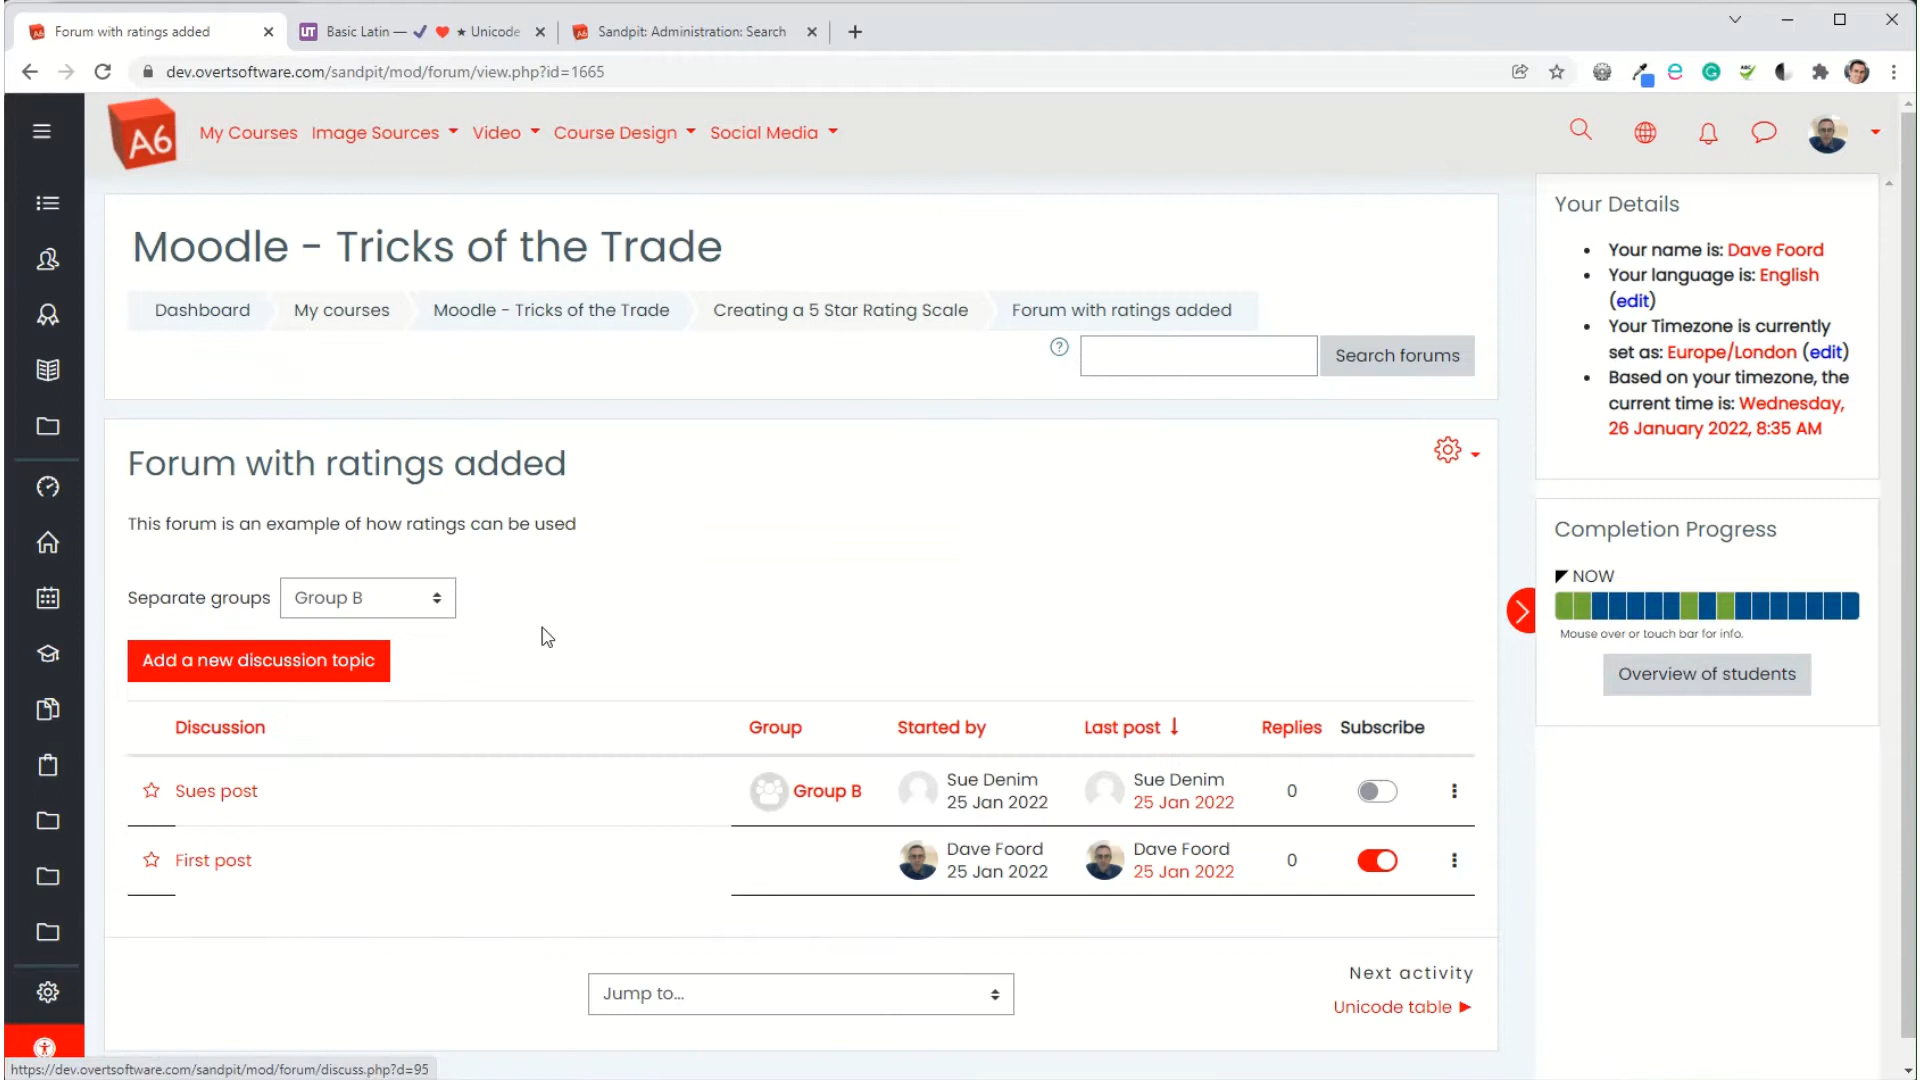 Forum with ratings added
Basic Latin — ✓ ♥ ★ Unicode
Sandpit: Administration: Search
dev.overtsoftware.com/sandpit/mod/forum/view.php?id=1665
A6
My Courses
Image Sources
Video
Course Design
Social Media
Moodle - Tricks of the Trade
Dashboard
My courses
Moodle - Tricks of the Trade
Creating a 5 Star Rating Scale
Forum with ratings added
Search forums
Forum with ratings added
This forum is an example of how ratings can be used
Separate groups
Group B
Add a new discussion topic
Discussion
Group
Started by
Last post ↓
Replies
Subscribe
Sues post
Group B
Sue Denim
25 Jan 2022
Sue Denim
25 Jan 2022
0
First post
Dave Foord
25 Jan 2022
Dave Foord
25 Jan 2022
0
Jump to...
Next activity
Unicode table ►
Your Details
Your name is: Dave Foord
Your language is: English
(edit)
Your Timezone is currently
set as: Europe/London (edit)
Based on your timezone, the
current time is: Wednesday,
26 January 2022, 8:35 AM
Completion Progress
NOW
Mouse over or touch bar for info.
Overview of students
https://dev.overtsoftware.com/sandpit/mod/forum/discuss.php?d=95